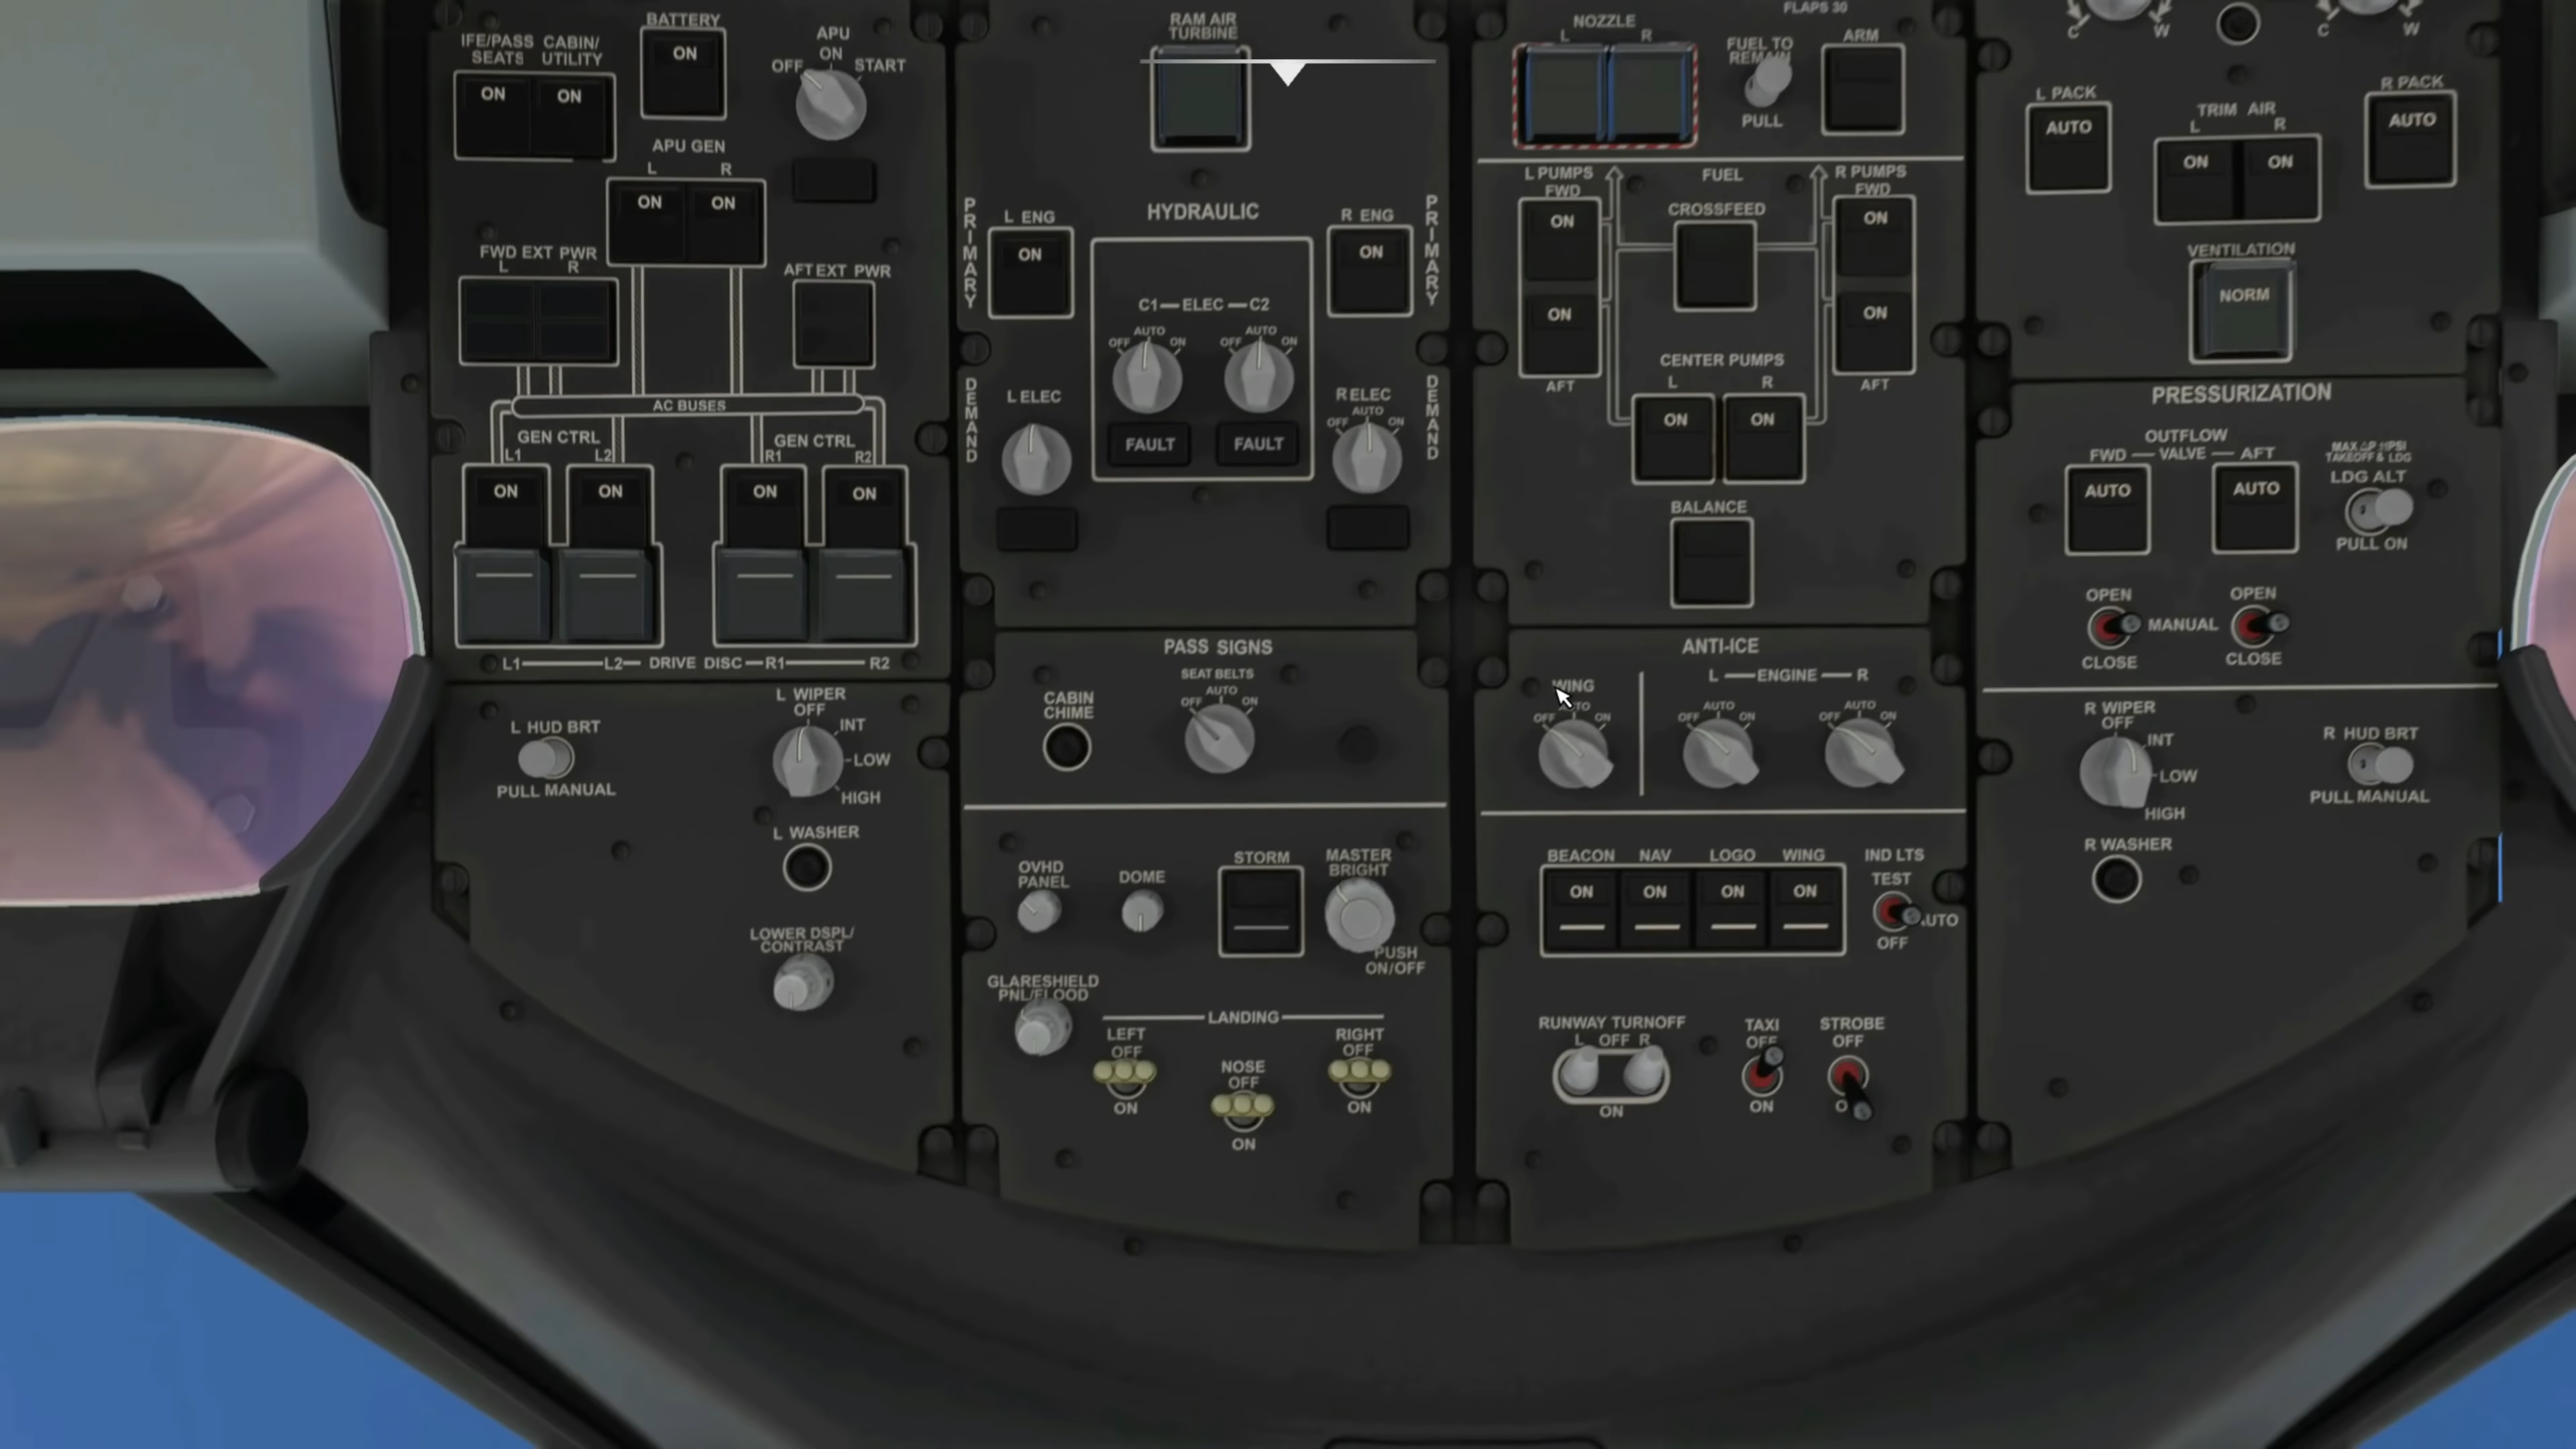 IFE/PASS SEATS
CABIN/ UTILITY
ON
ON
BATTERY
ON
APU
OFF ON START
APU GEN
L R
ON ON
FWD EXT PWR
L R
AFT EXT PWR
AC BUSES
GEN CTRL
L1 L2
GEN CTRL
R1 R2
ON ON ON ON
L1 L2 DRIVE DISC R1 R2
L HUD BRT
PULL MANUAL
L WIPER
OFF
INT
LOW
HIGH
L WASHER
LOWER DSPL/
CONTRAST
RAM AIR
TURBINE
HYDRAULIC
PRIMARY
L ENG
ON
R ENG
ON
PRIMARY
C1 ELEC C2
OFF AUTO ON
OFF AUTO ON
FAULT FAULT
DEMAND
L ELEC
R ELEC
OFF AUTO ON
DEMAND
PASS SIGNS
CABIN
CHIME
SEAT BELTS
OFF AUTO ON
OVHD
PANEL
DOME
STORM
MASTER
BRIGHT
PUSH
ON/OFF
GLARESHIELD
PNL/FLOOD
LANDING
LEFT
OFF
ON
NOSE
OFF
ON
RIGHT
OFF
ON
FLAPS 30
NOZZLE
L R
FUEL TO
REMAIN
PULL
ARM
L PUMPS
FWD
ON
ON
AFT
FUEL
CROSSFEED
R PUMPS
FWD
ON
ON
AFT
CENTER PUMPS
L R
ON ON
BALANCE
ANTI-ICE
WING
OFF ON
L ENGINE R
OFF AUTO ON
OFF AUTO ON
BEACON NAV LOGO WING
ON ON ON ON
IND LTS
TEST
OFF
RUNWAY TURNOFF
L OFF R
ON
TAXI
OFF
ON
STROBE
OFF
C W
C W
L PACK
AUTO
TRIM AIR
L R
ON ON
R PACK
AUTO
VENTILATION
NORM
PRESSURIZATION
OUTFLOW
FWD VALVE AFT
AUTO AUTO
TAKEOFF & LDG
LDG ALT
PULL ON
OPEN OPEN
MANUAL
CLOSE CLOSE
R WIPER
OFF
INT
LOW
HIGH
R HUD BRT
PULL MANUAL
R WASHER